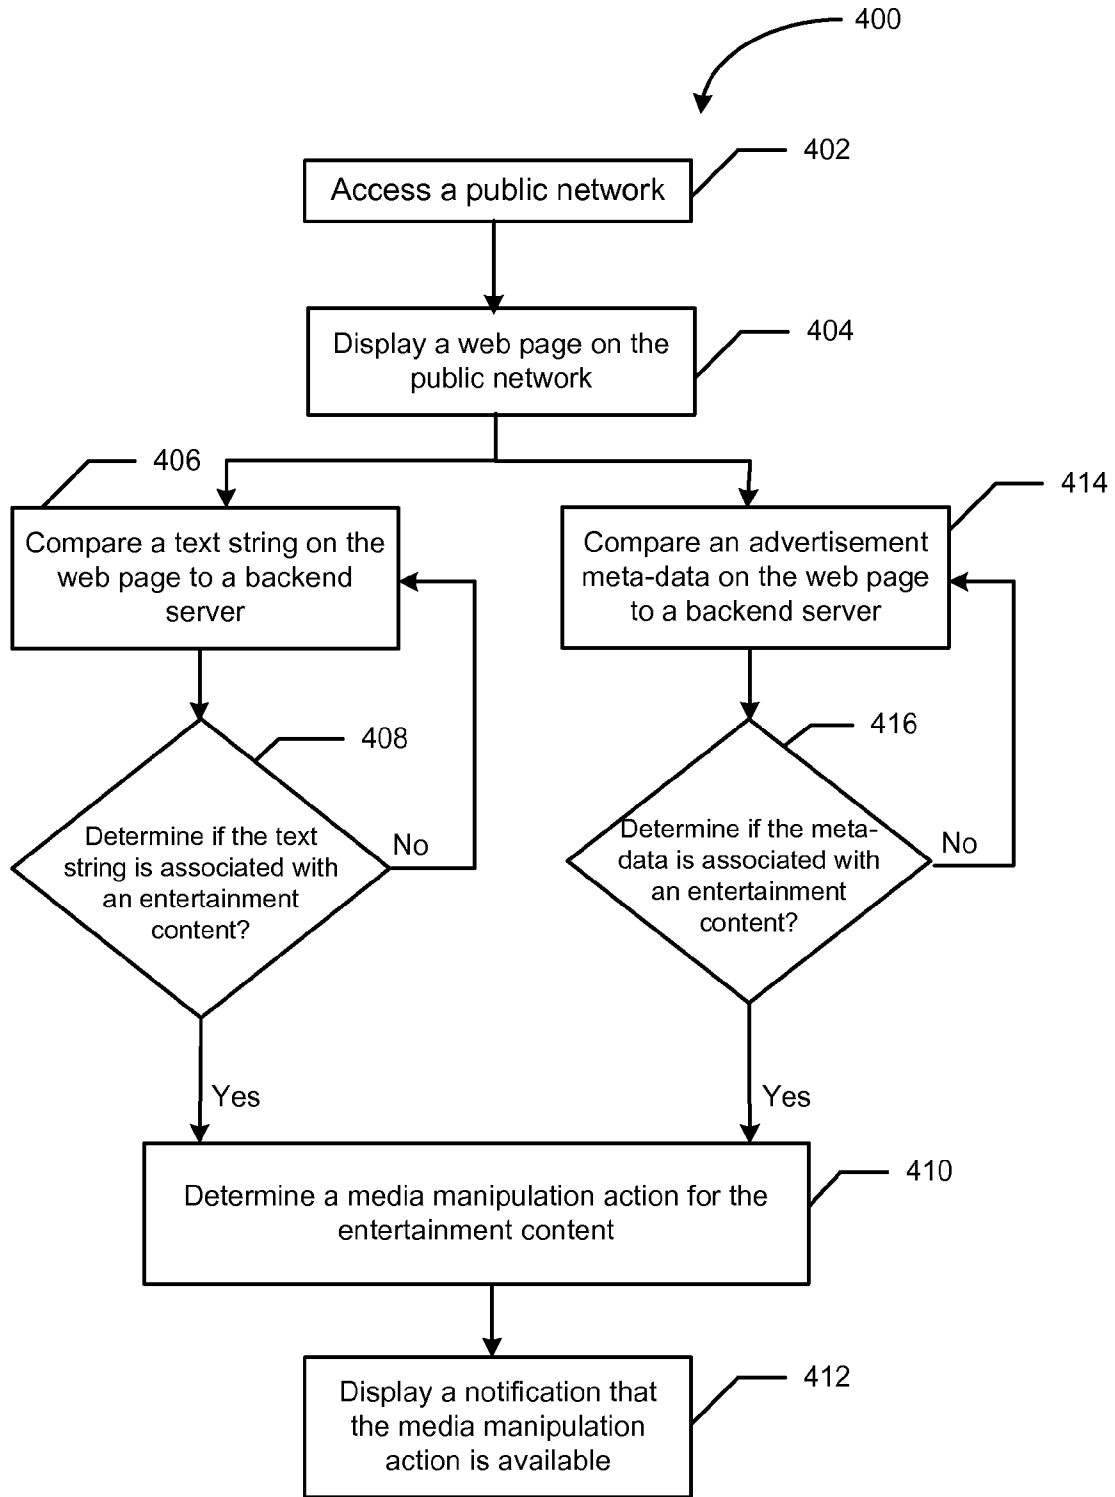 400
402
Access a public network
404
Display a web page on the
public network
406
Compare a text string on the
web page to a backend
server
414
Compare an advertisement
meta-data on the web page
to a backend server
408
Determine if the text
string is associated with
an entertainment
content?
No
416
Determine if the meta-
data is associated with
an entertainment
content?
No
Yes
Yes
410
Determine a media manipulation action for the
entertainment content
412
Display a notification that
the media manipulation
action is available